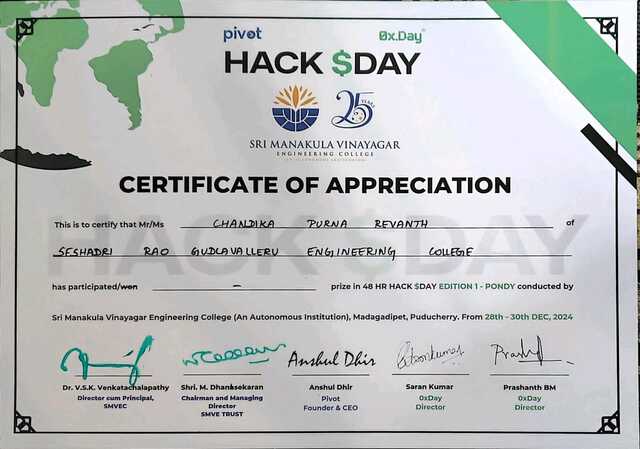 pivot 0x.Day
HACK $DAY
25 YEARS
SRI MANAKULA VINAYAGAR
ENGINEERING COLLEGE
CERTIFICATE OF APPRECIATION
This is to certify that Mr/Ms CHANDIKA PURNA REVANTH of
SESHADRI RAO GUDLAVALLERU ENGINEERING COLLEGE
HACK $DAY
has participated/won – prize in 48 HR HACK $DAY EDITION 1 - PONDY conducted by
Sri Manakula Vinayagar Engineering College (An Autonomous Institution), Madagadipet, Puducherry. From 28th - 30th DEC, 2024
Anshul Dhir
Dr. V.S.K. Venkatachalapathy Shri. M. Dhanasekaran Anshul Dhir Saran Kumar Prashanth BM
Director cum Principal, Chairman and Managing Pivot 0xDay 0xDay
SMVEC Director Founder & CEO Director Director
SMVE TRUST